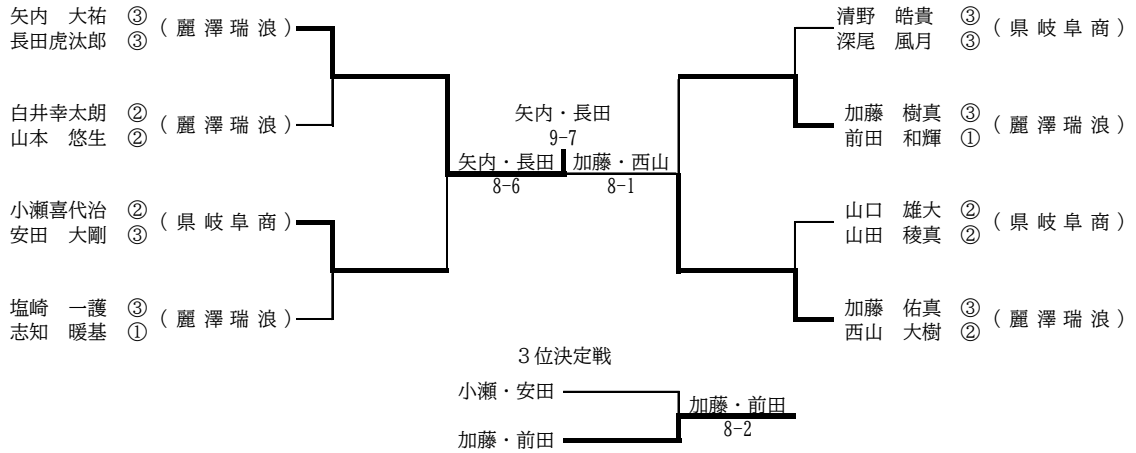 矢内　大祐　③
長田虎汰郎　③
（麗澤瑞浪）
白井幸太朗　②
山本　悠生　②
（麗澤瑞浪）
小瀬喜代治　②
安田　大剛　③
（県岐阜商）
塩崎　一護　③
志知　暖基　①
（麗澤瑞浪）
矢内・長田
9-7
矢内・長田
8-6
加藤・西山
8-1
清野　皓貴　③
深尾　風月　③
（県岐阜商）
加藤　樹真　③
前田　和輝　①
（麗澤瑞浪）
山口　雄大　②
山田　稜真　②
（県岐阜商）
加藤　佑真　③
西山　大樹　②
（麗澤瑞浪）
３位決定戦
小瀬・安田
加藤・前田
加藤・前田
8-2